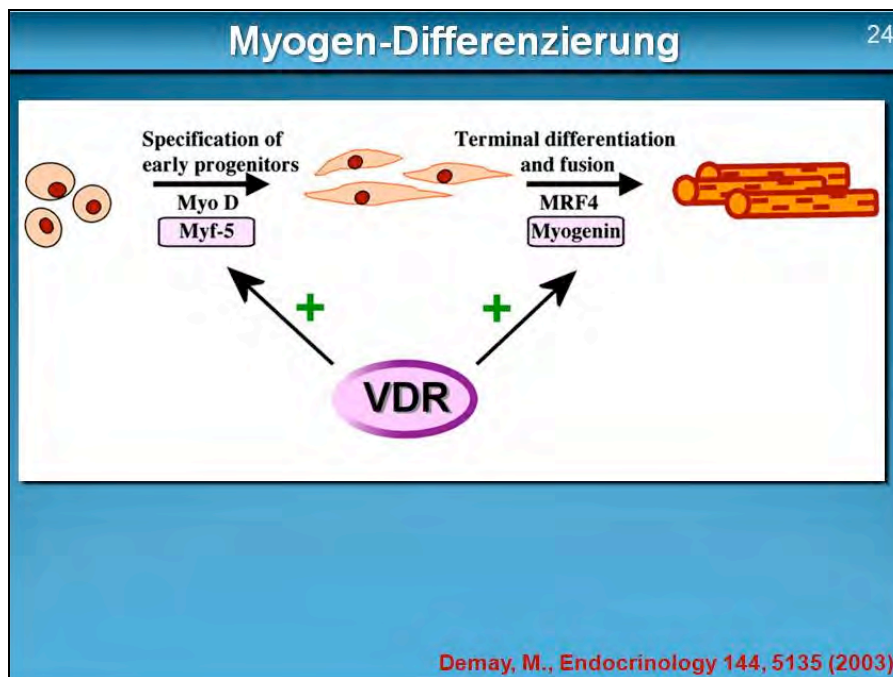 Myogen-Differenzierung
24
Specification of
early progenitors
Myo D
Myf-5
Terminal differentiation
and fusion
MRF4
Myogenin
+
+
VDR
Demay, M., Endocrinology 144, 5135 (2003)